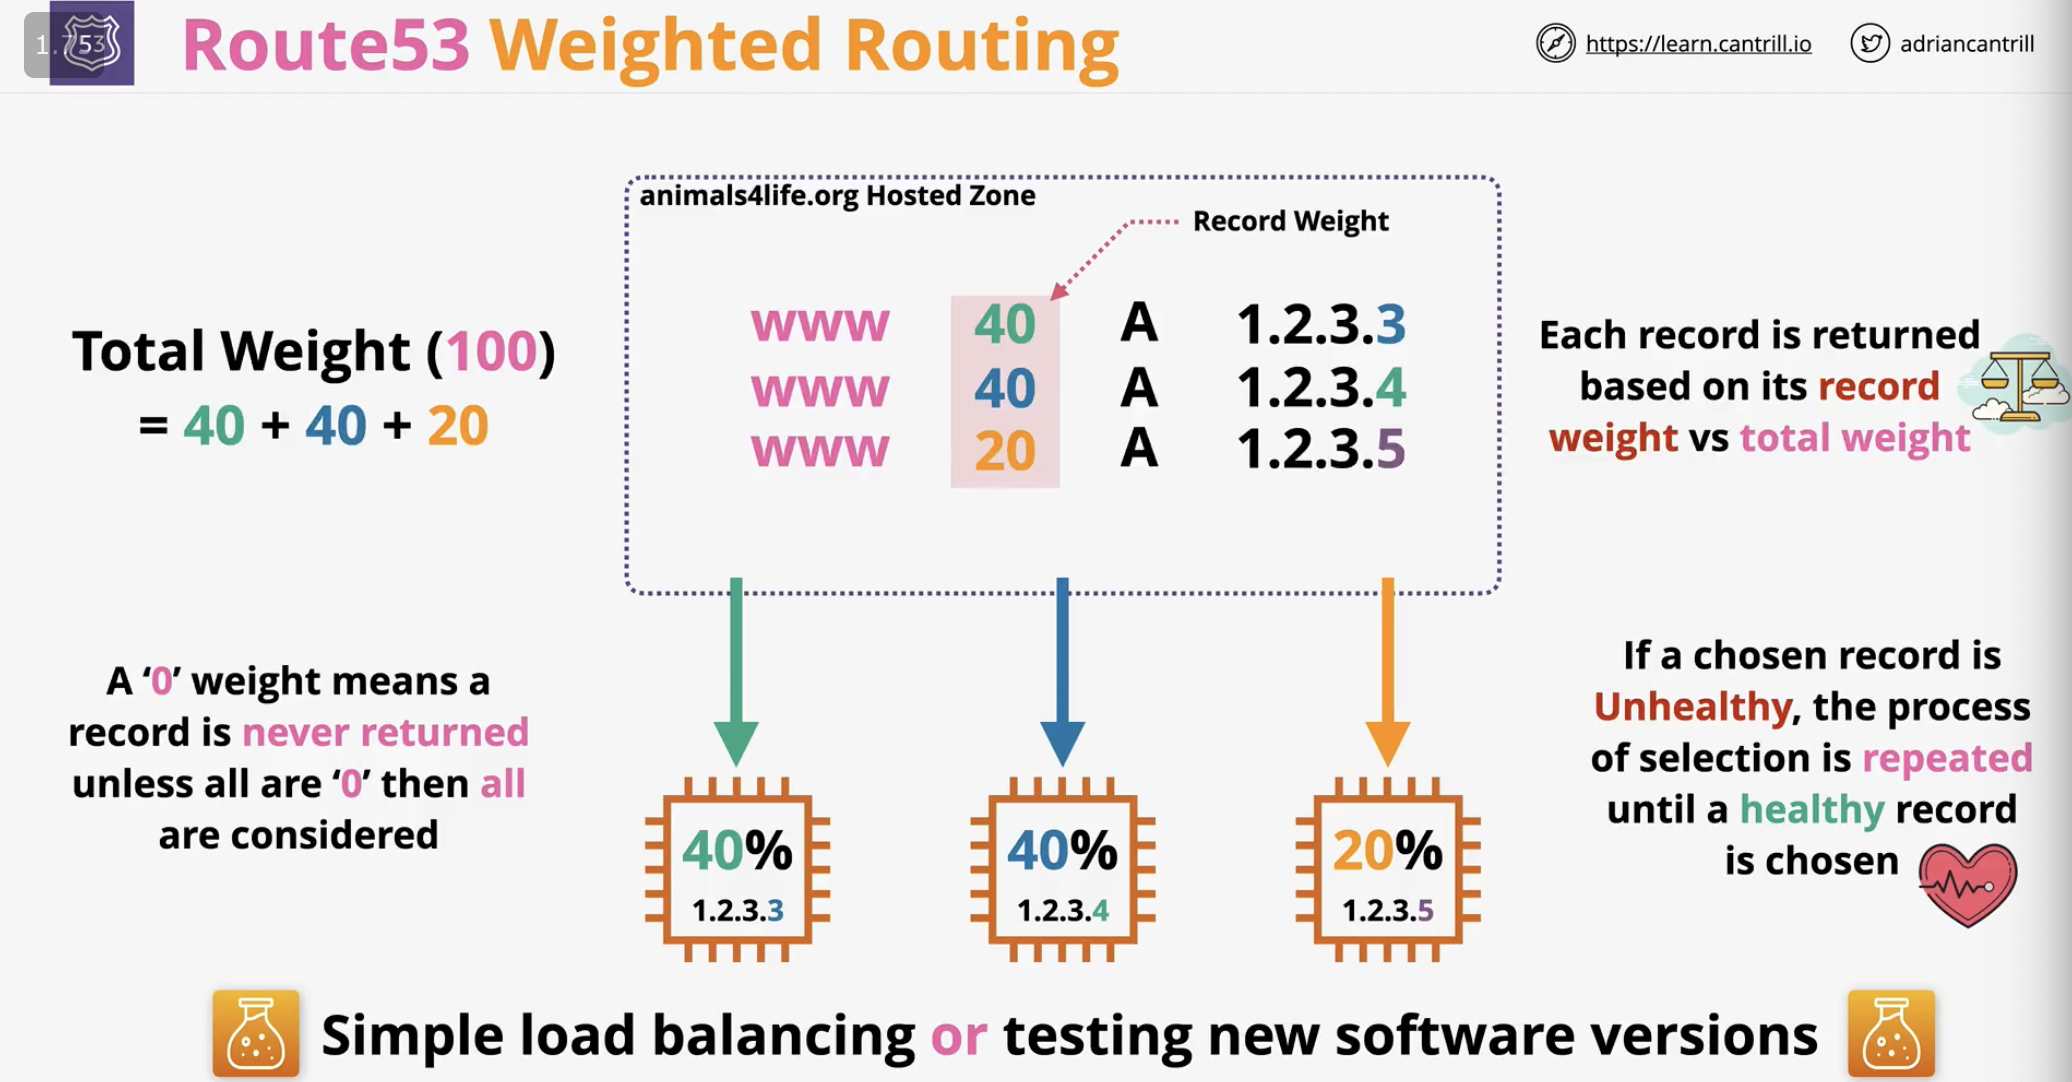 1.753
Route53 Weighted Routing
https://learn.cantrill.io
adriancantrill
animals4life.org Hosted Zone
Record Weight
www 40 A 1.2.3.3
www 40 A 1.2.3.4
www 20 A 1.2.3.5
Total Weight (100)
= 40 + 40 + 20
Each record is returned
based on its record
weight vs total weight
A ‘0’ weight means a
record is never returned
unless all are ‘0’ then all
are considered
If a chosen record is
Unhealthy, the process
of selection is repeated
until a healthy record
is chosen
40%
1.2.3.3
40%
1.2.3.4
20%
1.2.3.5
Simple load balancing or testing new software versions